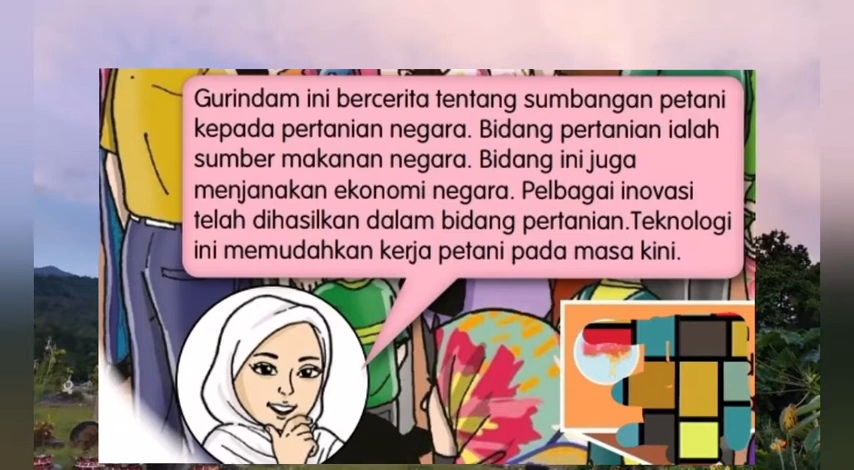 Gurindam ini bercerita tentang sumbangan petani
kepada pertanian negara. Bidang pertanian ialah
sumber makanan negara. Bidang ini juga
menjanakan ekonomi negara. Pelbagai inovasi
telah dihasilkan dalam bidang pertanian.Teknologi
ini memudahkan kerja petani pada masa kini.